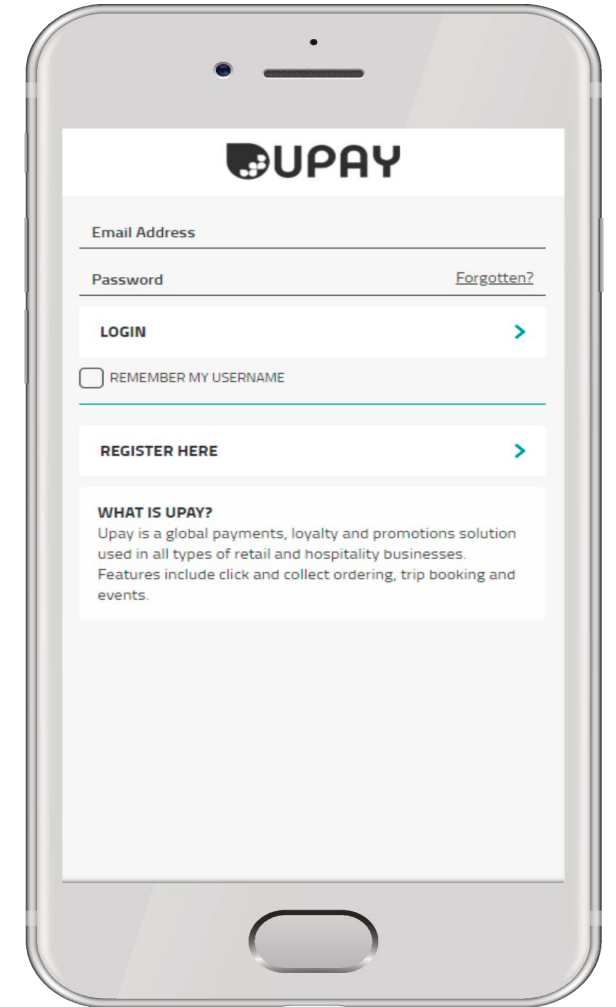 UPAY
Email Address
Password Forgotten?
LOGIN
REMEMBER MY USERNAME
REGISTER HERE
WHAT IS UPAY?
Upay is a global payments, loyalty and promotions solution
used in all types of retail and hospitality businesses.
Features include click and collect ordering, trip booking and
events.